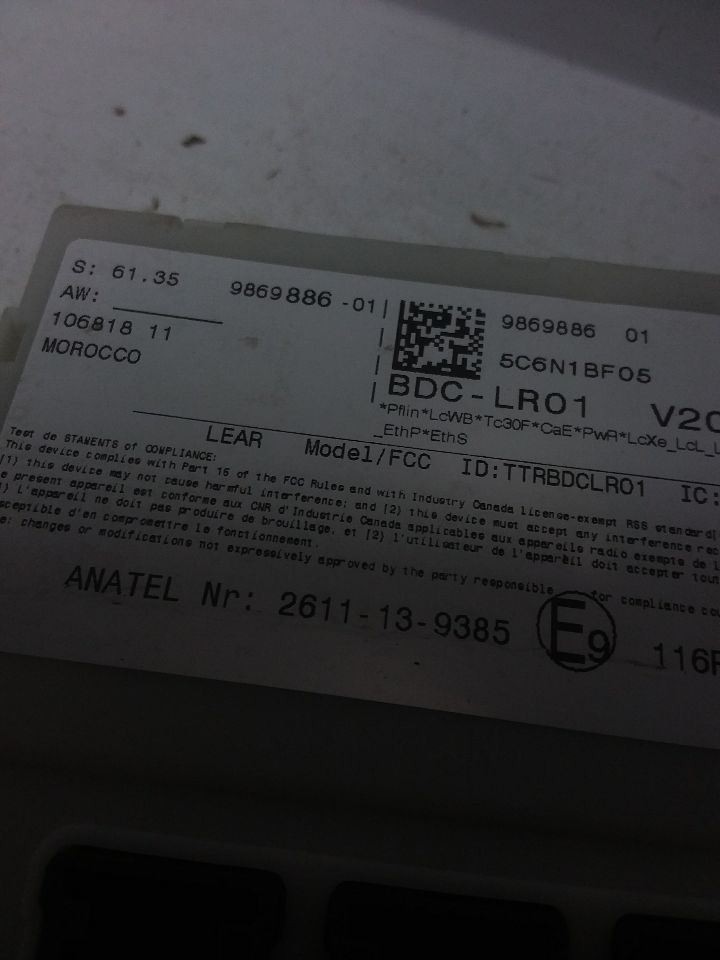 S: 61.35 9869886 -01
AW:
106818 11
MOROCCO
9869886 01
5C6N1BF05
BDC-LR01 V20
*Pflin*LcWB*Tc30F*CaE*PwR*LcXe_LcL_L
_EthP*EthS
LEAR Model/FCC ID:TTRBDCLR01 IC:
Test de STAMENTS of COMPLIANCE:
This device complies with Part 15 of the FCC Rules and with Industry Canada license-exempt RSS standard(
(1) this device may not cause harmful interference; and (2) this device must accept any interference rec
e present appareil est conforme aux CNR d'Industrie Canada applicables aux appareils radio exempts de l
) l'appareil ne doit pas produire de brouillage, et (2) l'utilisateur de l'appareil doit accepter tout
sceptible d'en compromettre le fonctionnement.
e: changes or modifications not expressively approved by the party responsible for compliance co
ANATEL Nr: 2611-13-9385 E9 116R